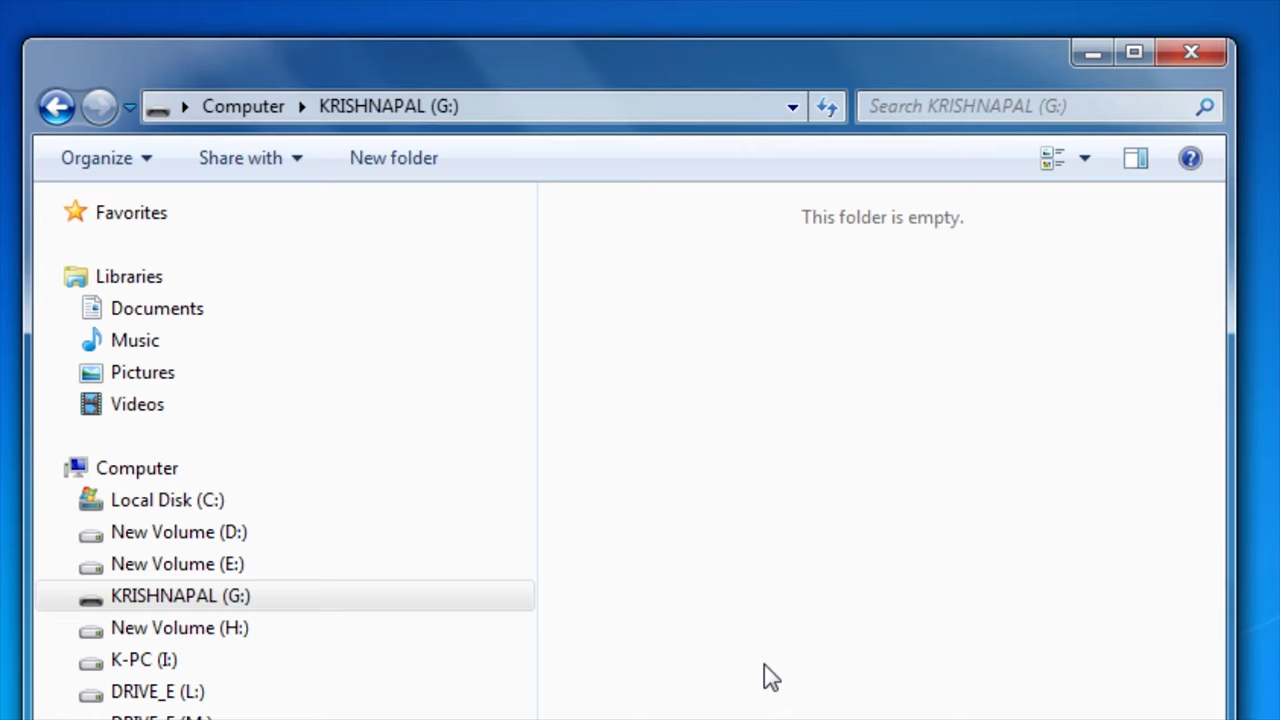 Computer KRISHNAPAL (G:) Search KRISHNAPAL (G:)
Organize Share with New folder
Favorites
This folder is empty.
Libraries
Documents
Music
Pictures
Videos
Computer
Local Disk (C:)
New Volume (D:)
New Volume (E:)
KRISHNAPAL (G:)
New Volume (H:)
K-PC (I:)
DRIVE_E (L:)
DRIVE_E (M:)